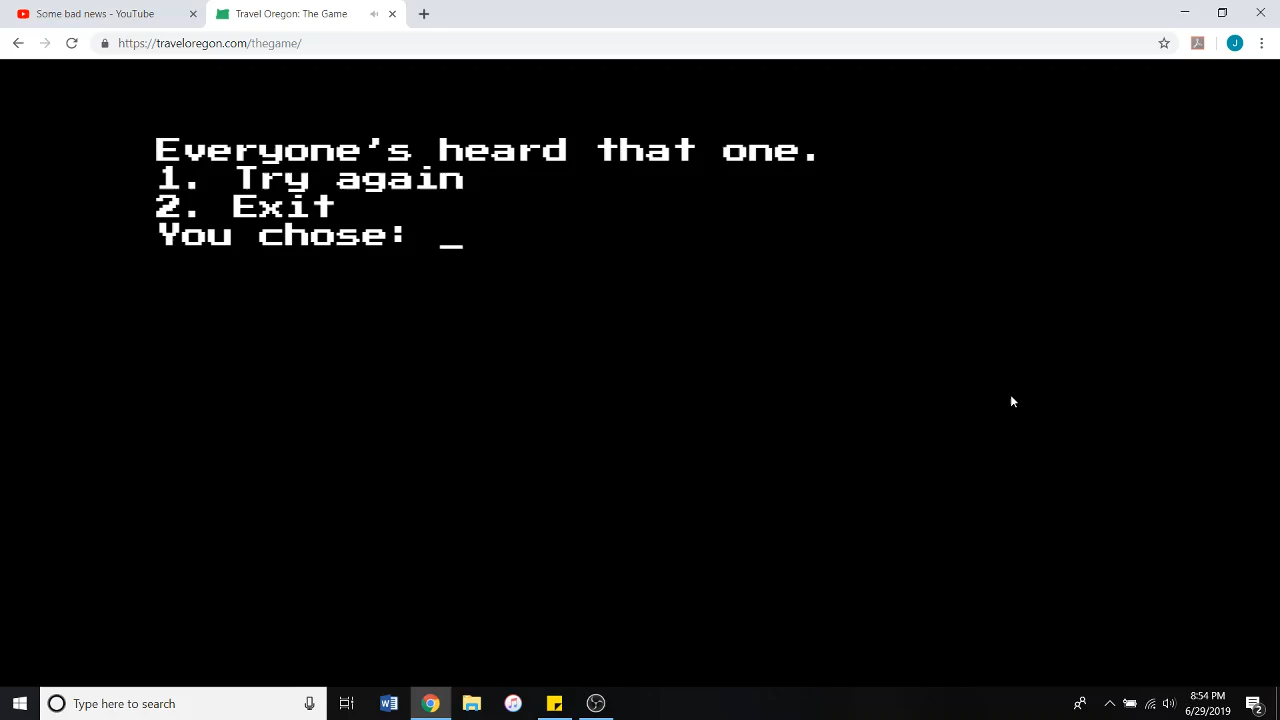 Some bad news - YouTube
Travel Oregon: The Game
https://traveloregon.com/thegame/
J
Everyone's heard that one.
1. Try again
2. Exit
You chose: _
Type here to search
8:54 PM
6/29/2019
2